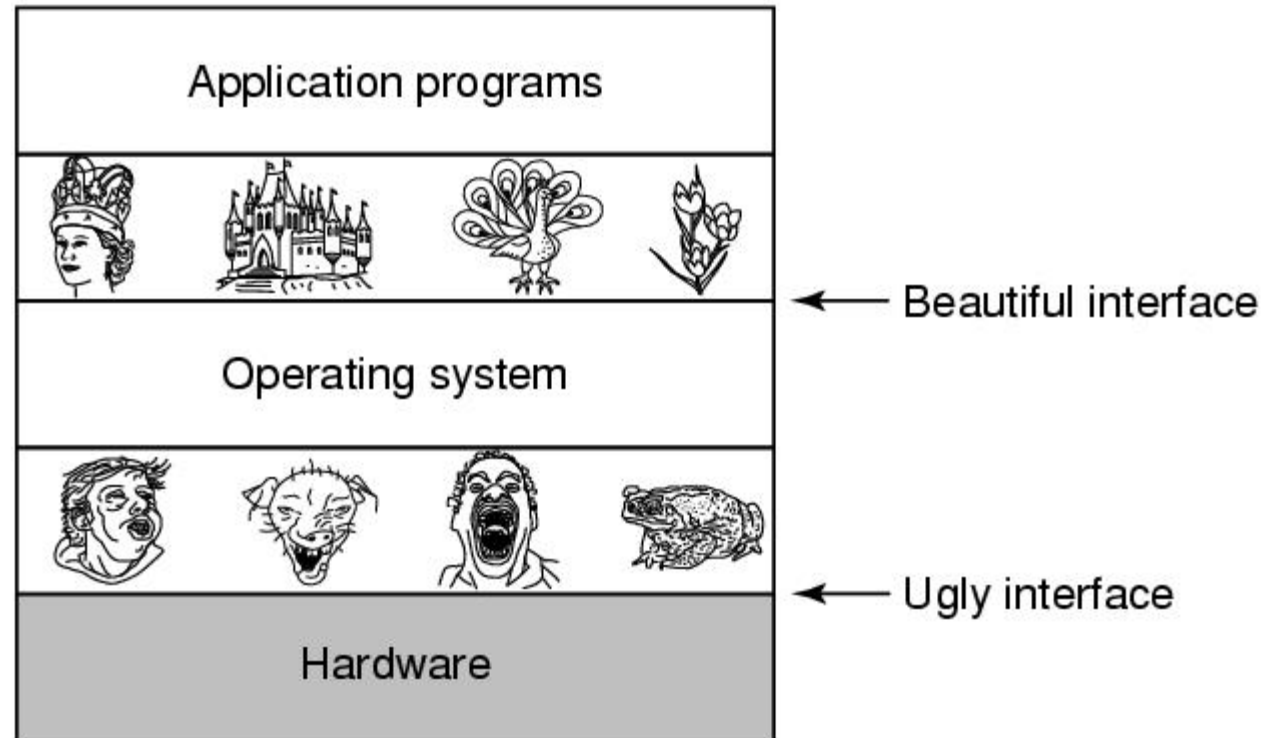 Application programs
Beautiful interface
Operating system
Ugly interface
Hardware